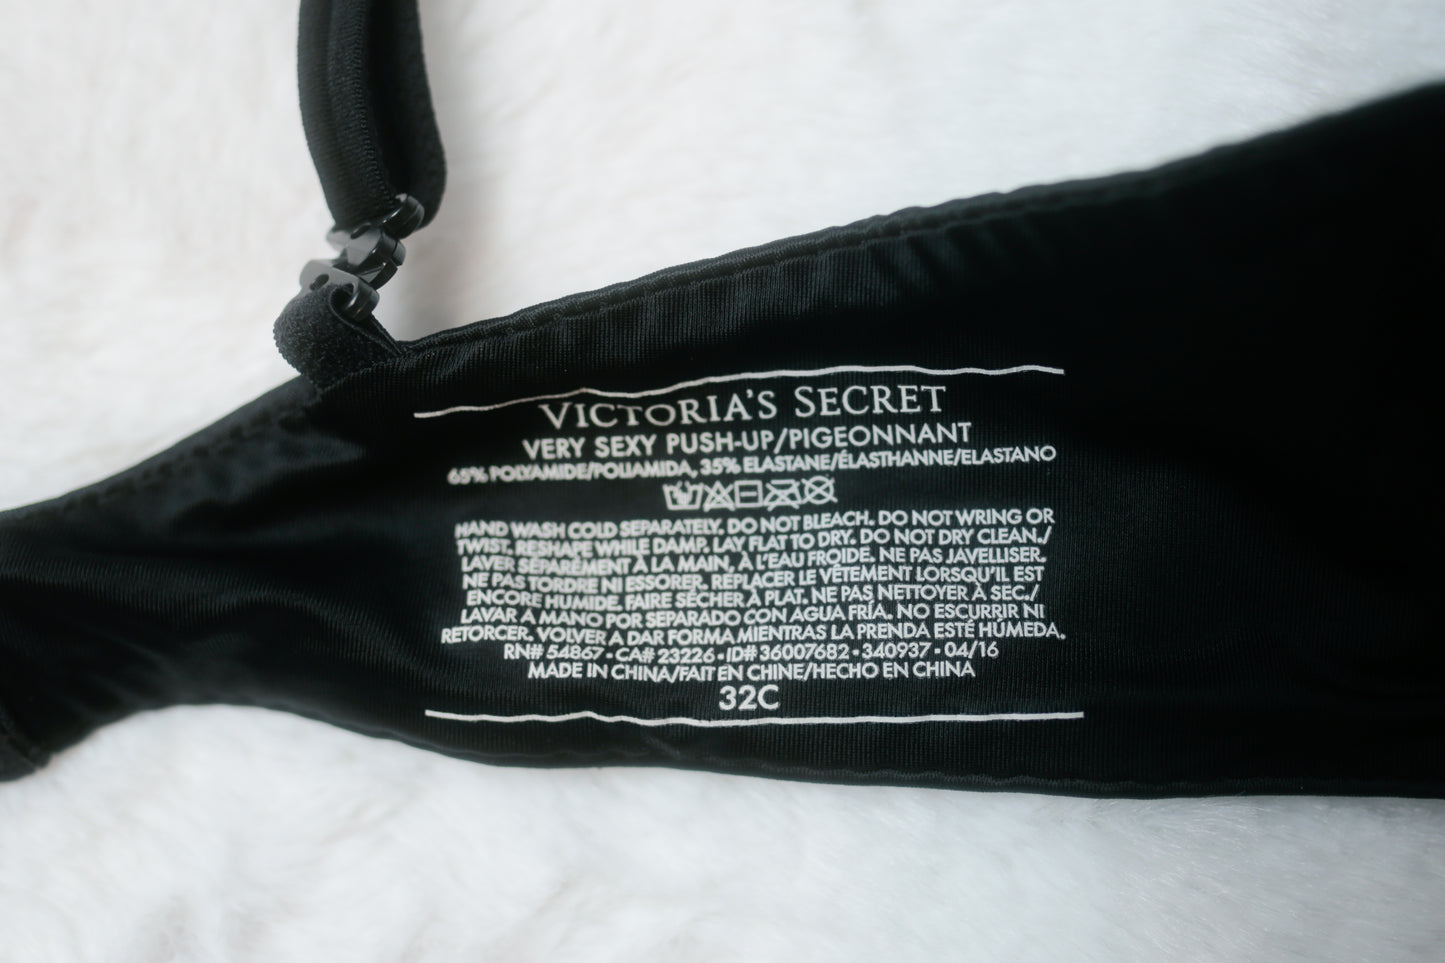 VICTORIA'S SECRET
VERY SEXY PUSH-UP/PIGEONNANT
65% POLYAMIDE/POLIAMIDA, 35% ELASTANE/ÉLASTHANNE/ELASTANO
HAND WASH COLD SEPARATELY. DO NOT BLEACH. DO NOT WRING OR
TWIST. RESHAPE WHILE DAMP. LAY FLAT TO DRY. DO NOT DRY CLEAN./
LAVER SÉPARÉMENT À LA MAIN, À L'EAU FROIDE. NE PAS JAVELLISER.
NE PAS TORDRE NI ESSORER. RÉPLACER LE VÊTEMENT LORSQU'IL EST
ENCORE HUMIDE. FAIRE SÉCHER À PLAT. NE PAS NETTOYER À SEC./
LAVAR A MANO POR SEPARADO CON AGUA FRÍA. NO ESCURRIR NI
RETORCER. VOLVER A DAR FORMA MIENTRAS LA PRENDA ESTÉ HÚMEDA.
RN# 54867 - CA# 23226 - ID# 36007682 - 340937 - 04/16
MADE IN CHINA/FAIT EN CHINE/HECHO EN CHINA
32C